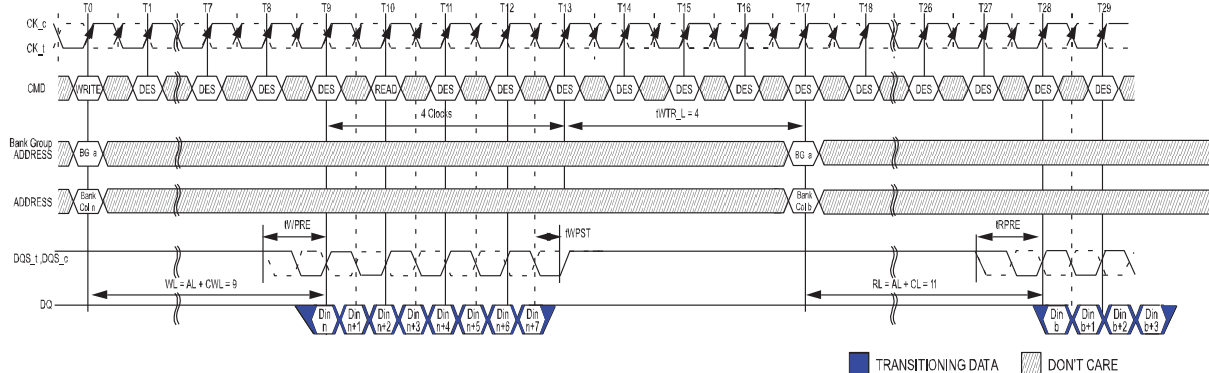 T0 T1 T7 T8 T9 T10 T11 T12 T13 T14 T15 T16 T17 T18 T26 T27 T28 T29
CK_c
CK_t
CMD WRITE DES DES DES DES READ DES DES DES DES DES DES DES DES DES DES DES DES
4 Clocks tWTR_L = 4
Bank Group
ADDRESS BG a BG a
ADDRESS Bank Col n Bank Col b
tWPRE tWPST tRPRE
DQS_t,DQS_c
WL = AL + CWL = 9 RL = AL + CL = 11
DQ
Din n Din n+1 Din n+2 Din n+3 Din n+4 Din n+5 Din n+6 Din n+7 Din b Din b+1 Din b+2 Din b+3
TRANSITIONING DATA DON'T CARE